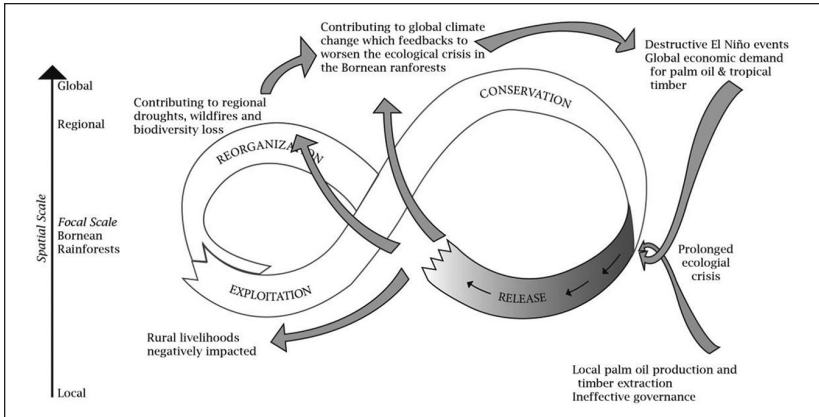 Contributing to global climate
change which feedbacks to
worsen the ecological crisis in
the Bornean ranforests
Destructive El Niño events
Global economic demand
for palm oil & tropical
timber
Global
Contributing to regional
droughts, wildfires and
biodiversity loss
CONSERVATION
Regional
REORGANIZATION
Spatial Scale
Focal Scale
Bornean
Rainforests
Prolonged
ecologial
crisis
EXPLOITATION
RELEASE
Rural livelihoods
negatively impacted
Local palm oil production and
timber extraction
Ineffective governance
Local